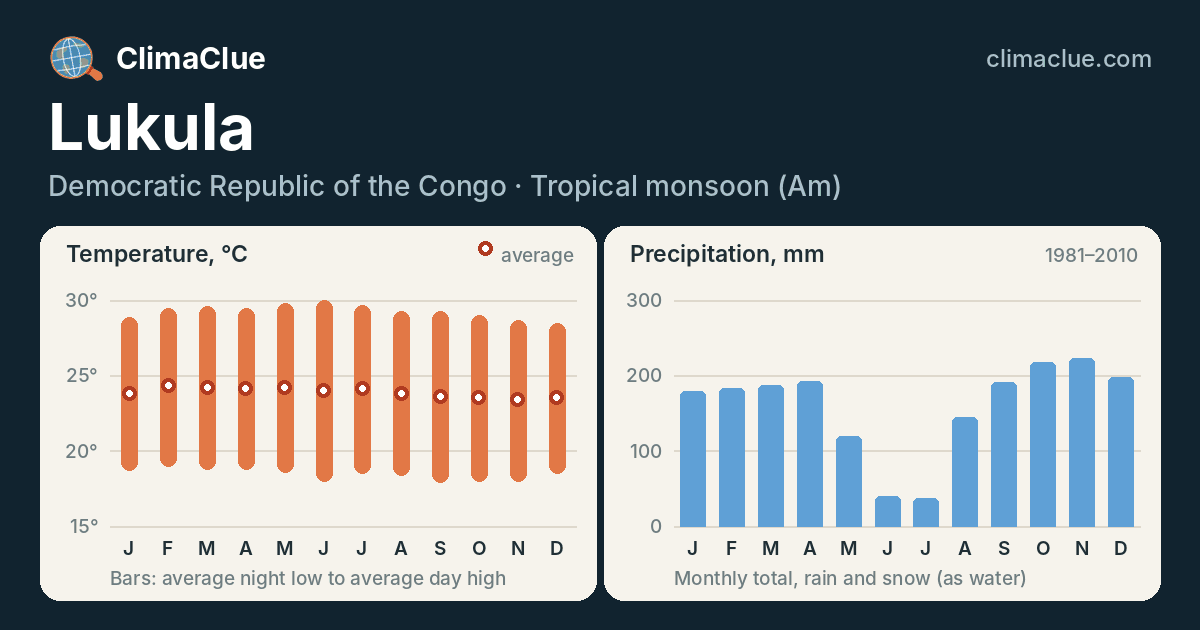 ClimaClue
climaclue.com
Lukula
Democratic Republic of the Congo · Tropical monsoon (Am)
Temperature, °C
average
30°
25°
20°
15°
J F M A M J J A S O N D
Bars: average night low to average day high
Precipitation, mm
1981–2010
300
200
100
0
J F M A M J J A S O N D
Monthly total, rain and snow (as water)